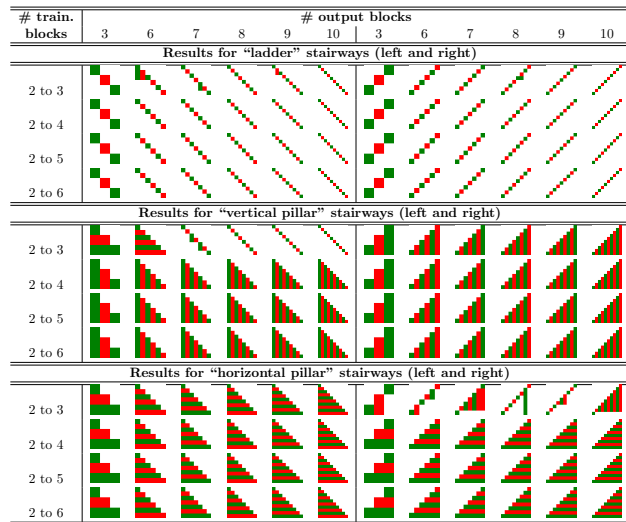 # train. # output blocks
blocks 3 6 7 8 9 10 3 6 7 8 9 10
Results for “ladder” stairways (left and right)
2 to 3
2 to 4
2 to 5
2 to 6
Results for “vertical pillar” stairways (left and right)
2 to 3
2 to 4
2 to 5
2 to 6
Results for “horizontal pillar” stairways (left and right)
2 to 3
2 to 4
2 to 5
2 to 6